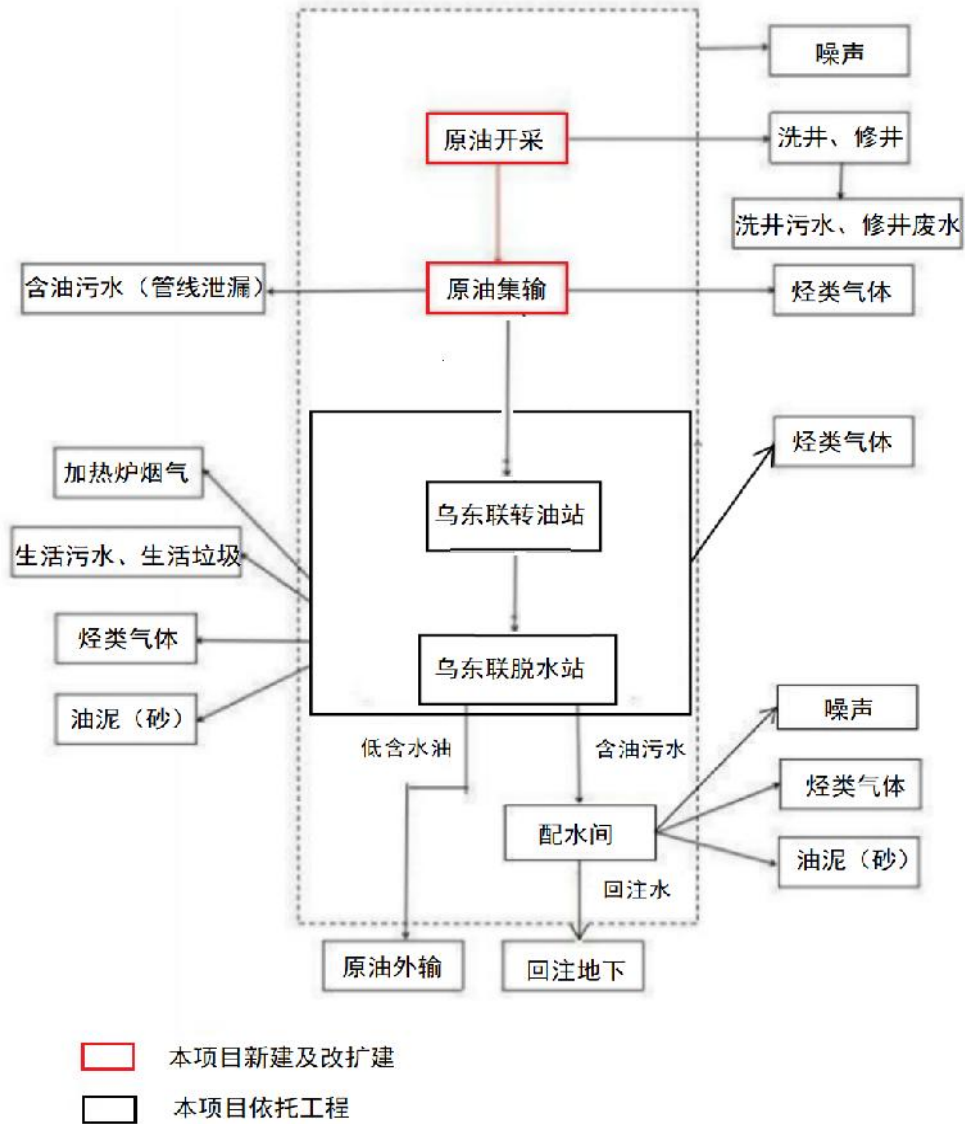 噪声
原油开采
洗井、修井
洗井污水、修井废水
含油污水（管线泄漏）
原油集输
烃类气体
烃类气体
加热炉烟气
乌东联转油站
生活污水、生活垃圾
烃类气体
乌东联脱水站
油泥（砂）
噪声
低含水油
含油污水
烃类气体
配水间
油泥（砂）
回注水
原油外输
回注地下
本项目新建及改扩建
本项目依托工程